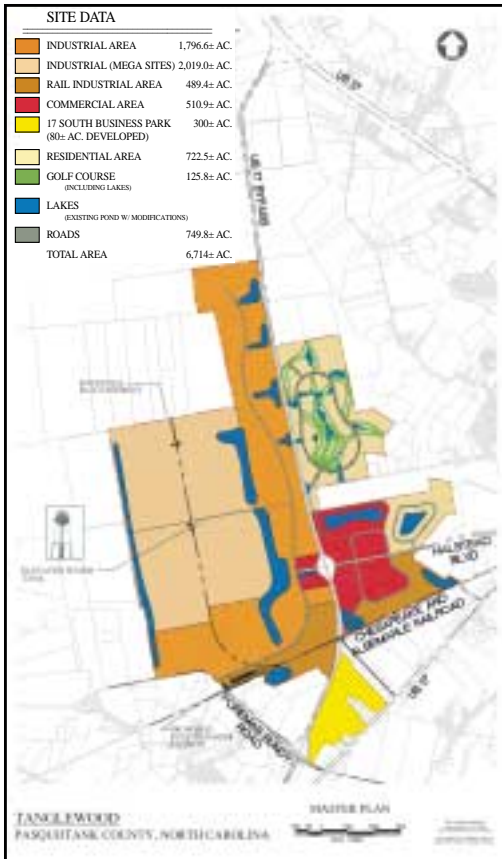 SITE DATA
INDUSTRIAL AREA 1,796.6± AC.
INDUSTRIAL (MEGA SITES) 2,019.0± AC.
RAIL INDUSTRIAL AREA 489.4± AC.
COMMERCIAL AREA 510.9± AC.
17 SOUTH BUSINESS PARK 300± AC.
(80± AC. DEVELOPED)
RESIDENTIAL AREA 722.5± AC.
GOLF COURSE 125.8± AC.
(INCLUDING LAKES)
LAKES
(EXISTING POND W/ MODIFICATIONS)
ROADS 749.8± AC.
TOTAL AREA 6,714± AC.
US 17
US 17 BYPASS
HALSTEAD
BLVD
CHESAPEAKE AND
ALBEMARLE RAILROAD
US 17
ROAD
TANGLEWOOD
PASQUOTANK COUNTY, NORTH CAROLINA
MASTER PLAN